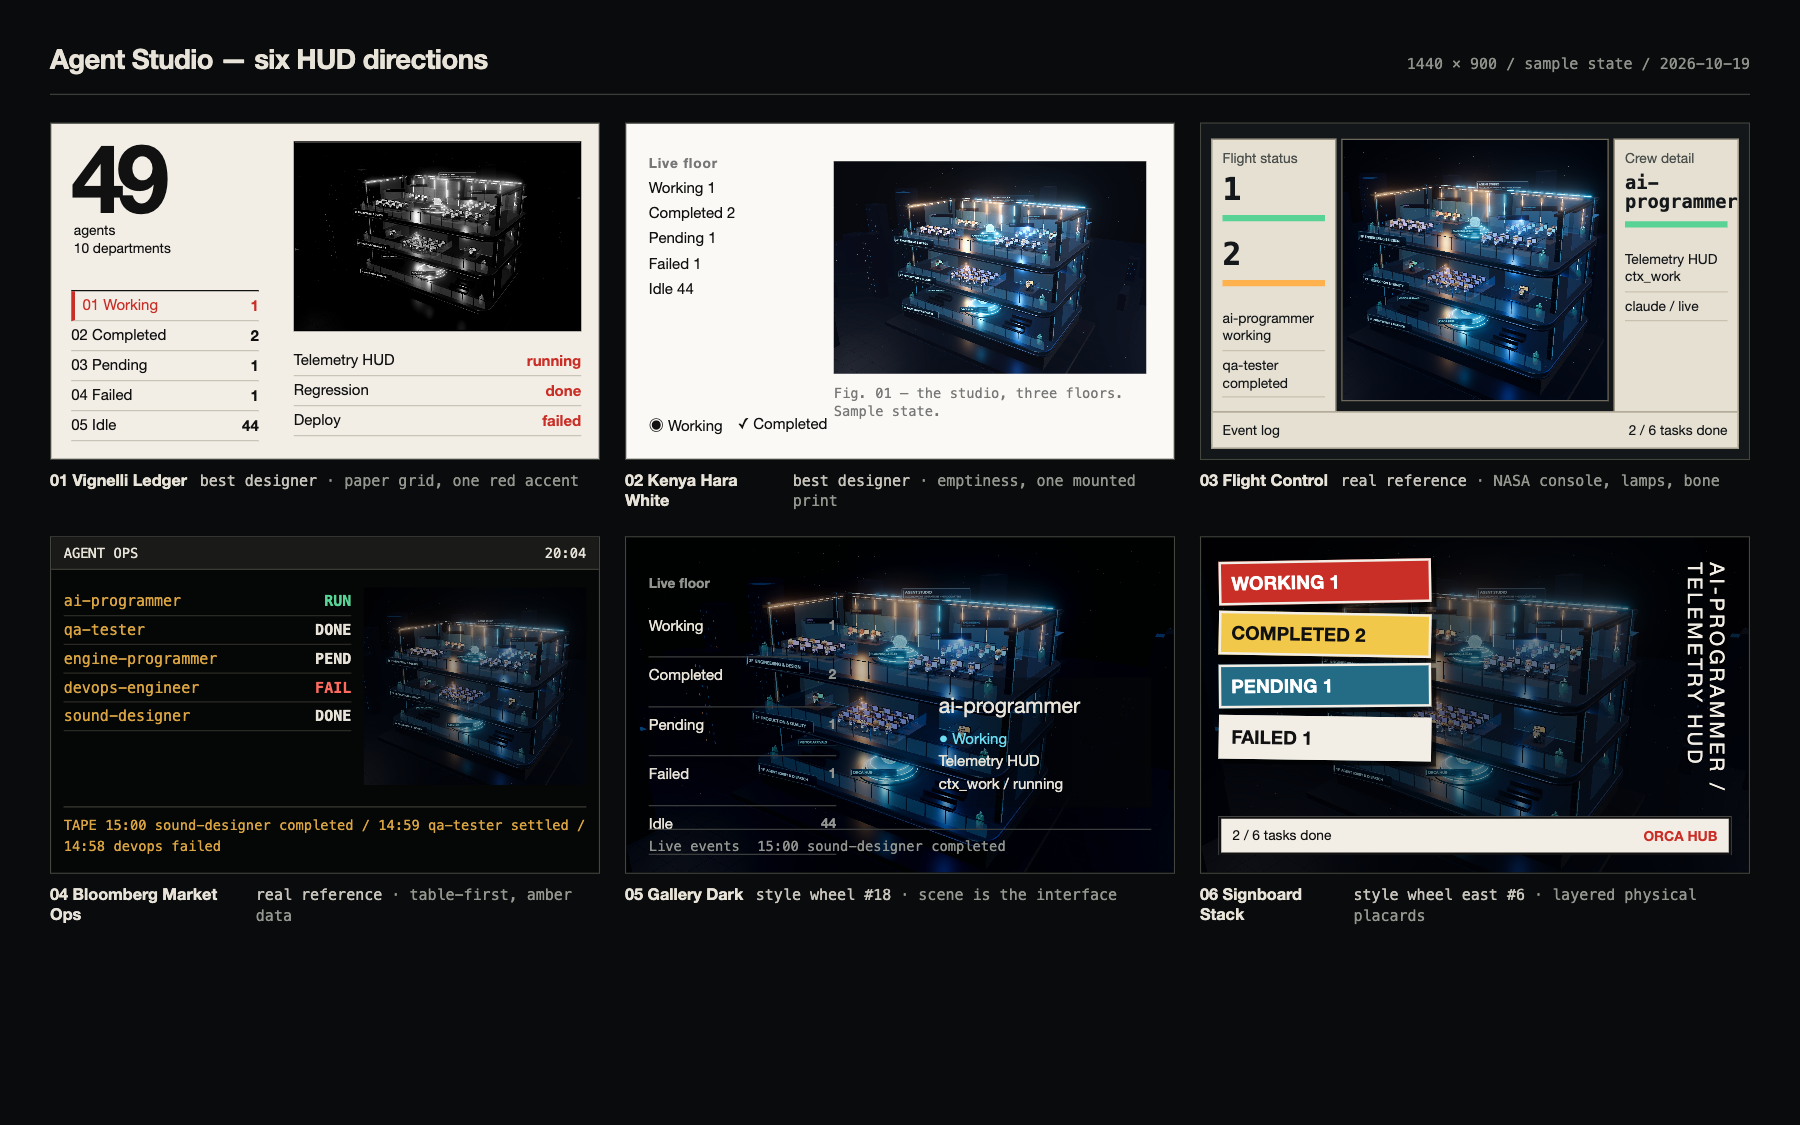 Agent Studio — six HUD directions
1440 × 900 / sample state / 2026-10-19
49
agents
10 departments
01 Working 1
02 Completed 2
03 Pending 1
04 Failed 1
05 Idle 44
Telemetry HUD running
Regression done
Deploy failed
01 Vignelli Ledger best designer · paper grid, one red accent
Live floor
Working 1
Completed 2
Pending 1
Failed 1
Idle 44
◉ Working ✓ Completed
Fig. 01 — the studio, three floors.
Sample state.
02 Kenya Hara
White
best designer · emptiness, one mounted
print
Flight status
1
2
ai-programmer
working
qa-tester
completed
Crew detail
ai-
programmer
Telemetry HUD
ctx_work
claude / live
Event log 2 / 6 tasks done
03 Flight Control real reference · NASA console, lamps, bone
AGENT OPS 20:04
ai-programmer RUN
qa-tester DONE
engine-programmer PEND
devops-engineer FAIL
sound-designer DONE
TAPE 15:00 sound-designer completed / 14:59 qa-tester settled /
14:58 devops failed
04 Bloomberg Market
Ops
real reference · table-first, amber
data
Live floor
Working 1
Completed 2
Pending 1
Failed 1
Idle 44
ai-programmer
● Working
Telemetry HUD
ctx_work / running
Live events 15:00 sound-designer completed
05 Gallery Dark style wheel #18 · scene is the interface
WORKING 1
COMPLETED 2
PENDING 1
FAILED 1
AI-PROGRAMMER /
TELEMETRY HUD
2 / 6 tasks done ORCA HUB
06 Signboard
Stack
style wheel east #6 · layered physical
placards